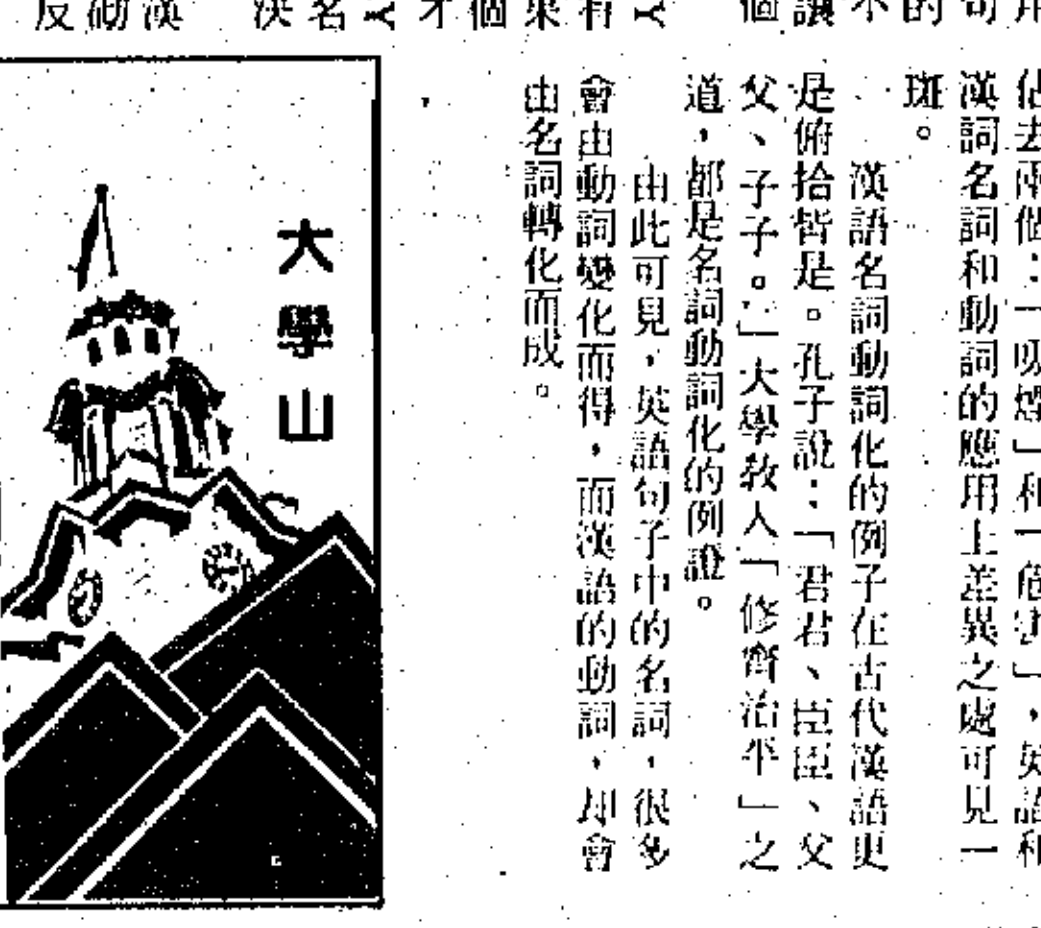 佔去兩個：「吸煙」和「危害」，英語和
漢詞名詞和動詞的應用上差異之處可見一
斑。
漢語名詞動詞化的例子在古代漢語更
是俯拾皆是。孔子說：「君君、臣臣、父
父、子子。」大學敎人「修齊治平」之
道，都是名詞動詞化的例證。
由此可見，英語句子中的名詞，很多
會由動詞變化而得，而漢語的動詞，却會
由名詞轉化而成。
大學山